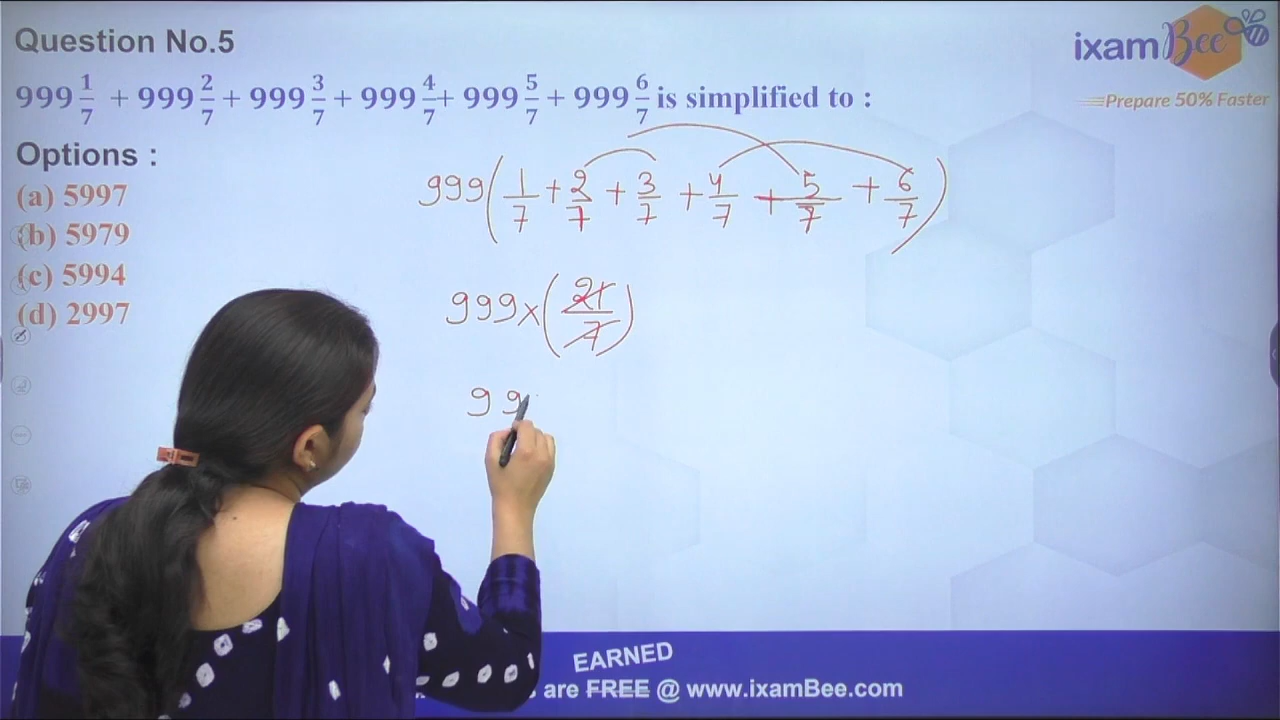 Question No.5
ixamBee
Prepare 50% Faster
999 1/7 + 999 2/7 + 999 3/7 + 999 4/7 + 999 5/7 + 999 6/7 is simplified to :
Options :
(a) 5997
(b) 5979
(c) 5994
(d) 2997
999(1/7 + 2/7 + 3/7 + 4/7 + 5/7 + 6/7)
999×(21/7)
99
EARNED
are FREE @ www.ixamBee.com